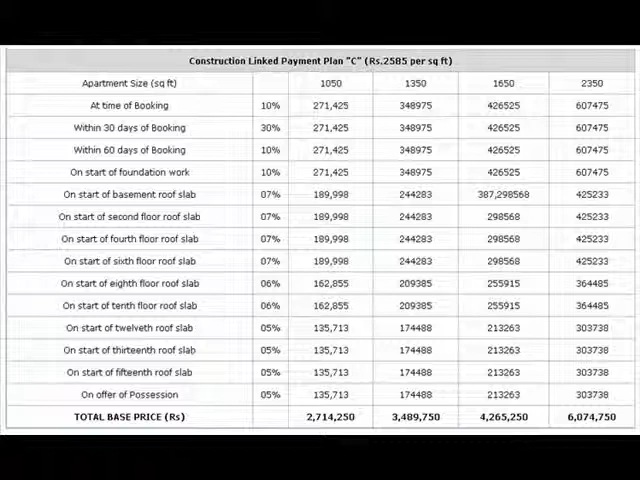 Construction Linked Payment Plan "C" (Rs.2585 per sq ft)
Apartment Size (sq ft) 1050 1350 1650 2350
At time of Booking 10% 271,425 348975 426525 607475
Within 30 days of Booking 30% 271,425 348975 426525 607475
Within 60 days of Booking 10% 271,425 348975 426525 607475
On start of foundation work 10% 271,425 348975 426525 607475
On start of basement roof slab 07% 189,998 244283 387,298568 425233
On start of second floor roof slab 07% 189,998 244283 298568 425233
On start of fourth floor roof slab 07% 189,998 244283 298568 425233
On start of sixth floor roof slab 07% 189,998 244283 298568 425233
On start of eighth floor roof slab 06% 162,855 209385 255915 364485
On start of tenth floor roof slab 06% 162,855 209385 255915 364485
On start of twelveth roof slab 05% 135,713 174488 213263 303738
On start of thirteenth roof slab 05% 135,713 174488 213263 303738
On start of fifteenth roof slab 05% 135,713 174488 213263 303738
On offer of Possession 05% 135,713 174488 213263 303738
TOTAL BASE PRICE (Rs) 2,714,250 3,489,750 4,265,250 6,074,750